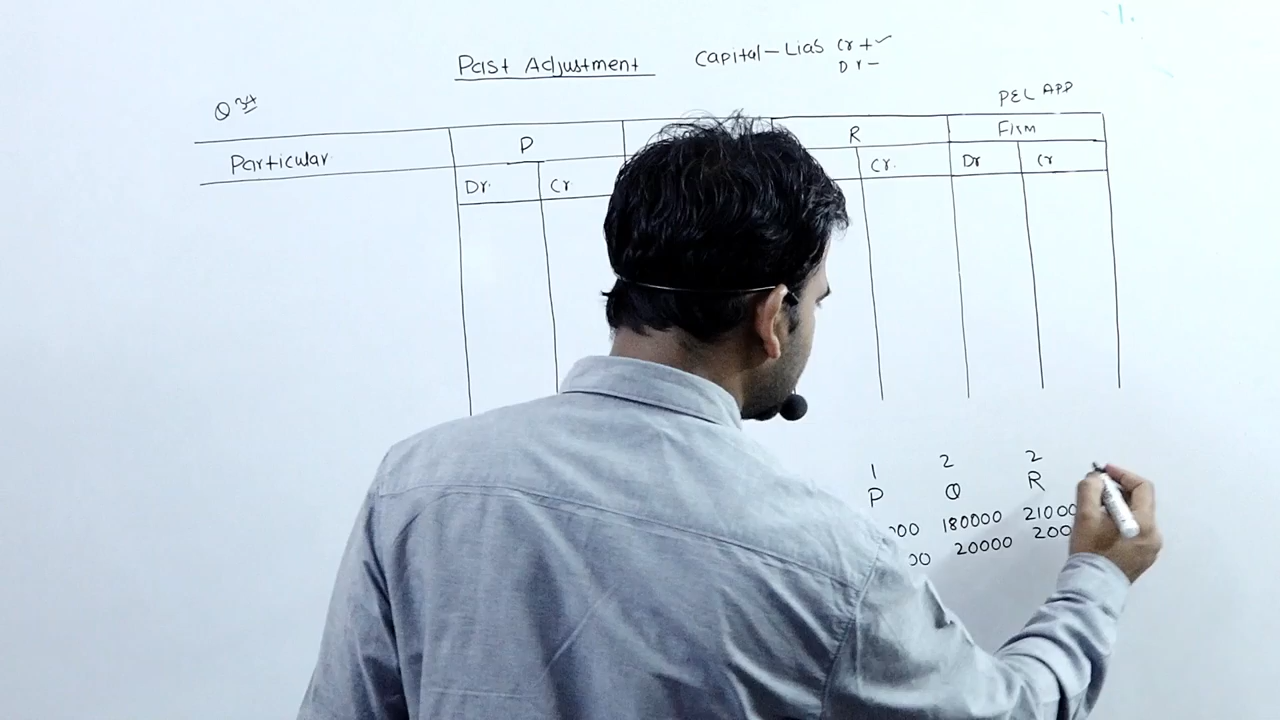 Past Adjustment Capital - Lias Cr + ✓
Dr -
PEL APP
Particular P R Firm
Dr. Cr Cr. Dr Cr
1 2 2
P Q R
000 180000 21000
00 20000 200